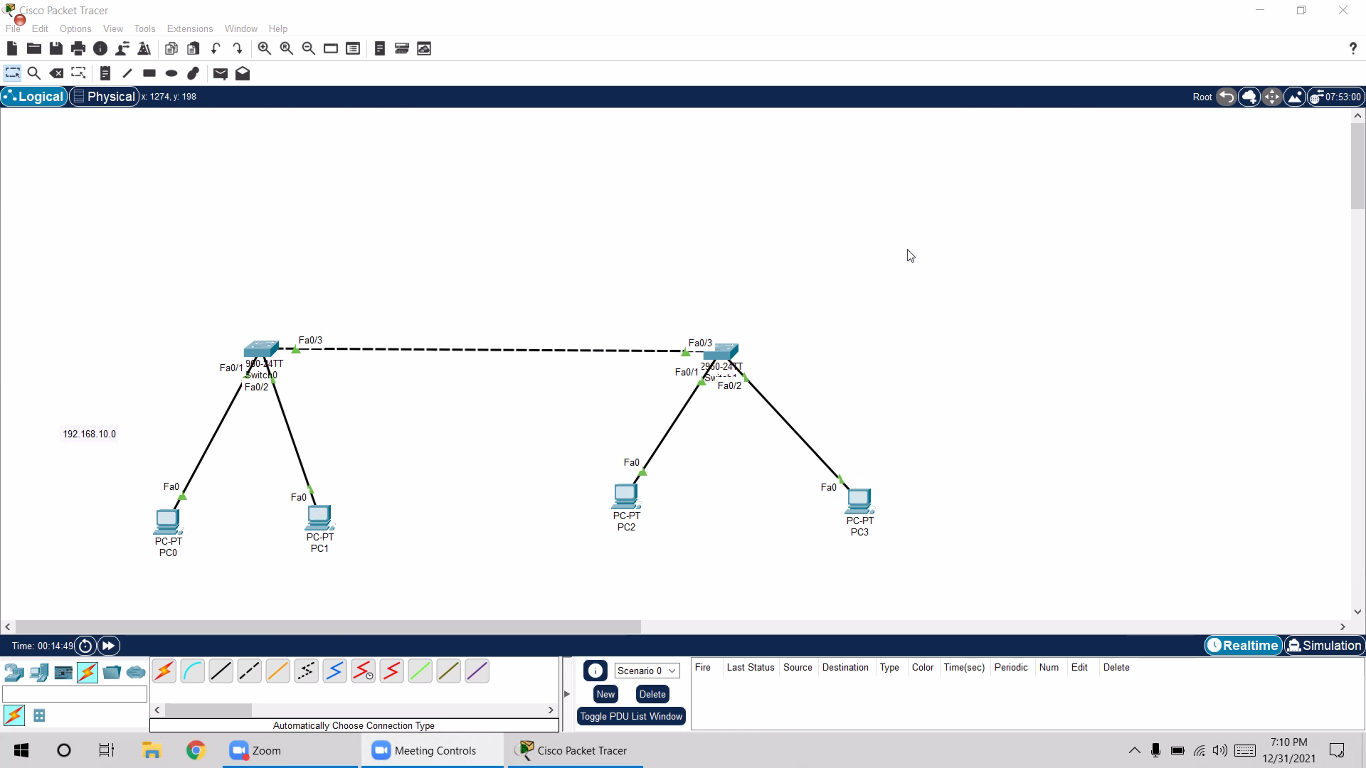 Cisco Packet Tracer
File Edit Options View Tools Extensions Window Help
?
Logical Physical x: 1274, y: 198 Root 07:53:00
Fa0/3 Fa0/3
Fa0/1 Fa0/1
Switch0
Fa0/2 Fa0/2
192.168.10.0
Fa0 Fa0 Fa0 Fa0
PC-PT PC-PT PC-PT PC-PT
PC0 PC1 PC2 PC3
Time: 00:14:49 Realtime Simulation
Scenario 0 Fire Last Status Source Destination Type Color Time(sec) Periodic Num Edit Delete
New Delete
Toggle PDU List Window
Automatically Choose Connection Type
Zoom Meeting Controls Cisco Packet Tracer
7:10 PM
12/31/2021